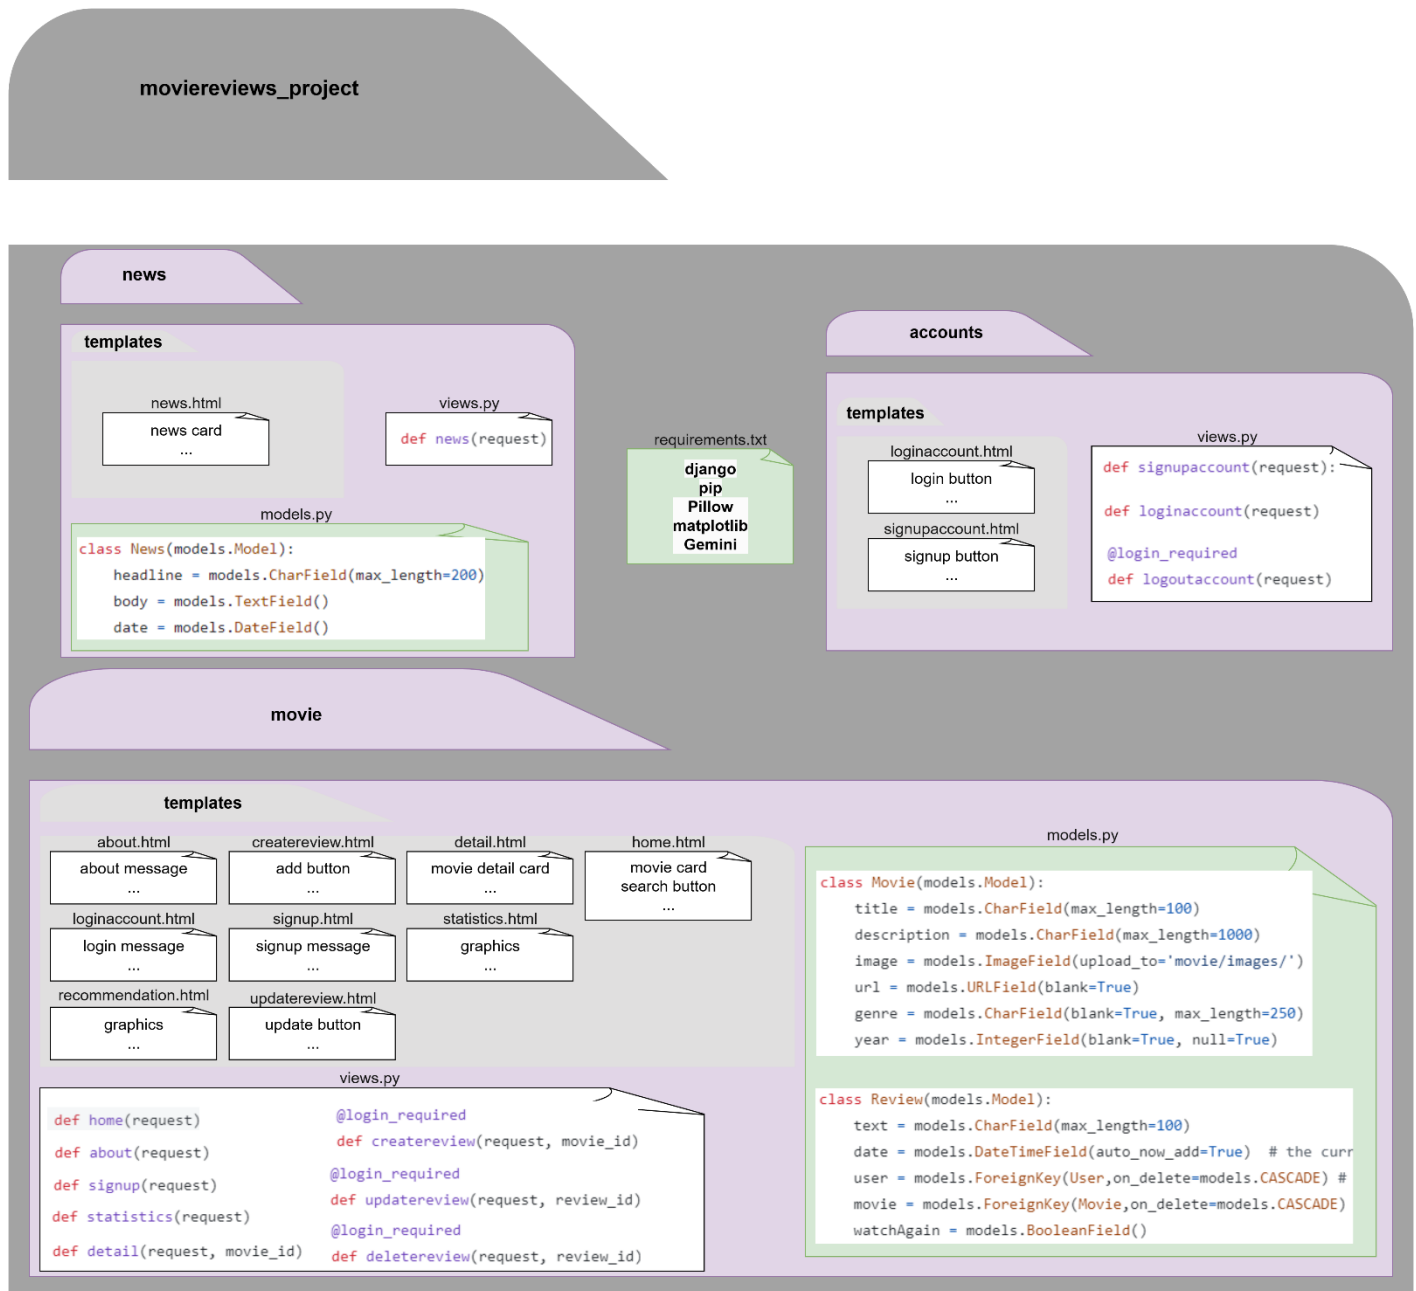 moviereviews_project
news
templates
news.html
news card
...
views.py
def news(request)
models.py
class News(models.Model):
headline = models.CharField(max_length=200)
body = models.TextField()
date = models.DateField()
requirements.txt
django
pip
Pillow
matplotlib
Gemini
accounts
templates
loginaccount.html
login button
...
signupaccount.html
signup button
...
views.py
def signupaccount(request):
def loginaccount(request)
@login_required
def logoutaccount(request)
movie
templates
about.html
about message
...
createreview.html
add button
...
detail.html
movie detail card
...
home.html
movie card
search button
...
loginaccount.html
login message
...
signup.html
signup message
...
statistics.html
graphics
...
recommendation.html
graphics
...
updatereview.html
update button
...
views.py
def home(request)
def about(request)
def signup(request)
def statistics(request)
def detail(request, movie_id)
@login_required
def createreview(request, movie_id)
@login_required
def updatereview(request, review_id)
@login_required
def deletereview(request, review_id)
models.py
class Movie(models.Model):
title = models.CharField(max_length=100)
description = models.CharField(max_length=1000)
image = models.ImageField(upload_to='movie/images/')
url = models.URLField(blank=True)
genre = models.CharField(blank=True, max_length=250)
year = models.IntegerField(blank=True, null=True)
class Review(models.Model):
text = models.CharField(max_length=100)
date = models.DateTimeField(auto_now_add=True) # the curr
user = models.ForeignKey(User,on_delete=models.CASCADE) #
movie = models.ForeignKey(Movie,on_delete=models.CASCADE)
watchAgain = models.BooleanField()